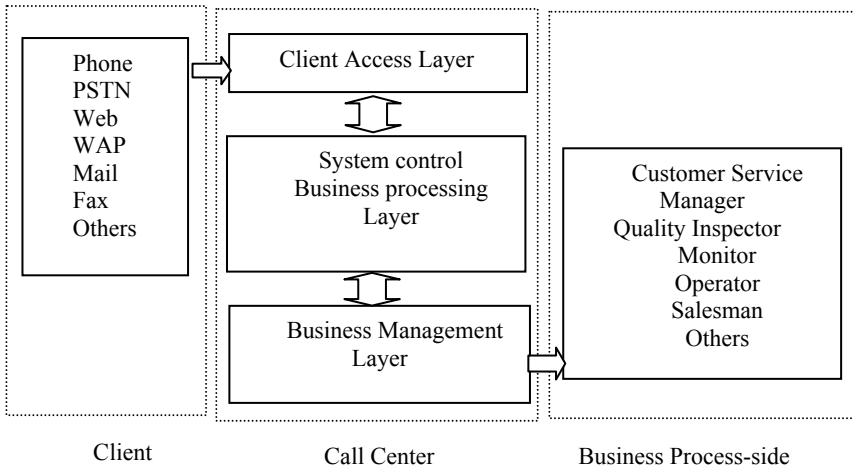 Phone
PSTN
Web
WAP
Mail
Fax
Others
Client Access Layer
System control
Business processing
Layer
Business Management
Layer
Customer Service
Manager
Quality Inspector
Monitor
Operator
Salesman
Others
Client
Call Center
Business Process-side